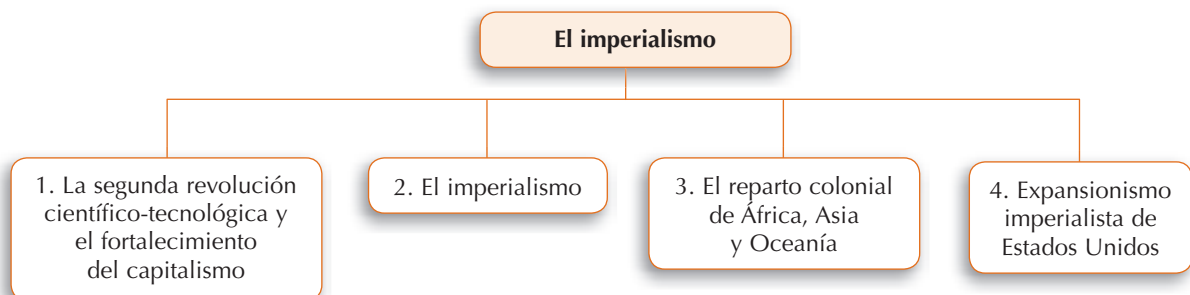 El imperialismo
1. La segunda revolución
científico-tecnológica y
el fortalecimiento
del capitalismo
2. El imperialismo
3. El reparto colonial
de África, Asia
y Oceanía
4. Expansionismo
imperialista de
Estados Unidos